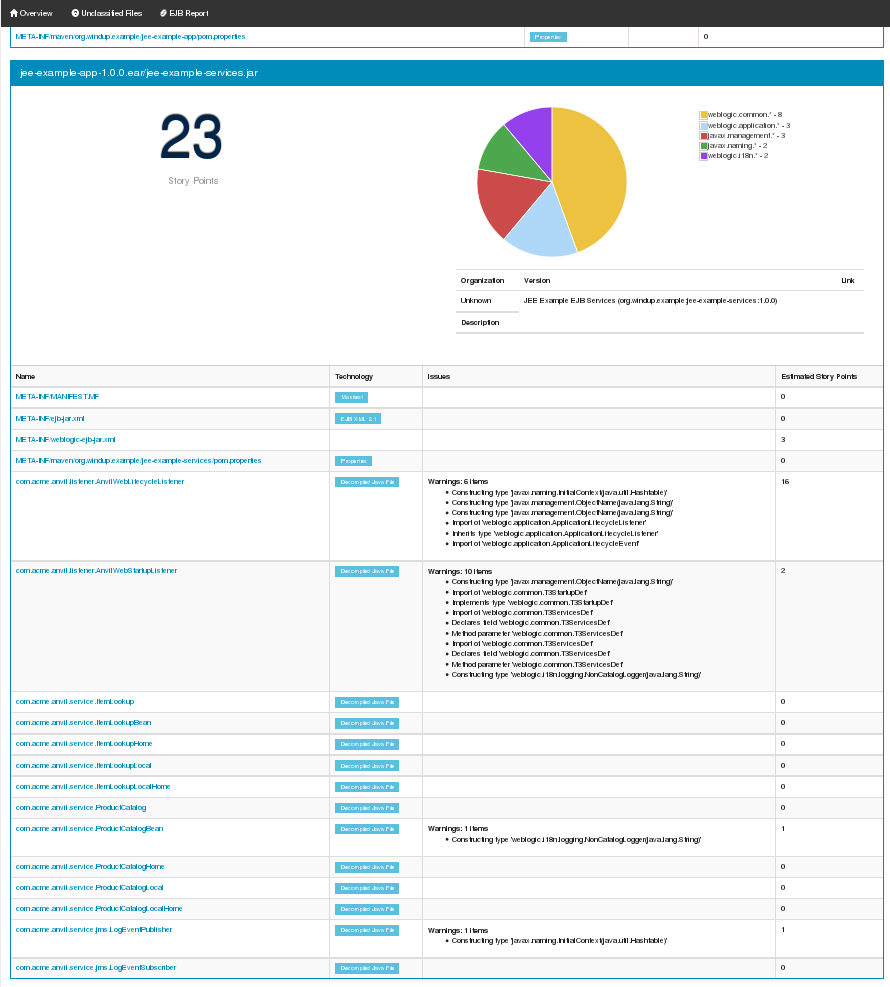 Overview Unclassified Files EJB Report
META-INF/maven/org.windup.example/jee-example-app/pom.properties Properties 0
jee-example-app-1.0.0.ear/jee-example-services.jar
23
Story Points
weblogic.common.* - 8
weblogic.application.* - 3
javax.management.* - 3
javax.naming.* - 2
weblogic.i18n.* - 2
Organization Version Link
Unknown JEE Example EJB Services (org.windup.example:jee-example-services:1.0.0)
Description
Name Technology Issues Estimated Story Points
META-INF/MANIFEST.MF Manifest 0
META-INF/ejb-jar.xml EJB XML 2.1 0
META-INF/weblogic-ejb-jar.xml 3
META-INF/maven/org.windup.example/jee-example-services/pom.properties Properties 0
com.acme.anvil.listener.AnvilWebLifecycleListener Decompiled Java File Warnings: 6 items 16
• Constructing type 'javax.naming.InitialContext(java.util.Hashtable)'
• Constructing type 'javax.management.ObjectName(java.lang.String)'
• Constructing type 'javax.management.ObjectName(java.lang.String)'
• Import of 'weblogic.application.ApplicationLifecycleListener'
• Inherits type 'weblogic.application.ApplicationLifecycleListener'
• Import of 'weblogic.application.ApplicationLifecycleEvent'
com.acme.anvil.listener.AnvilWebStartupListener Decompiled Java File Warnings: 10 items 2
• Constructing type 'javax.management.ObjectName(java.lang.String)'
• Import of 'weblogic.common.T3StartupDef'
• Implements type 'weblogic.common.T3StartupDef'
• Import of 'weblogic.common.T3ServicesDef'
• Declares field 'weblogic.common.T3ServicesDef'
• Method parameter 'weblogic.common.T3ServicesDef'
• Import of 'weblogic.common.T3ServicesDef'
• Declares field 'weblogic.common.T3ServicesDef'
• Method parameter 'weblogic.common.T3ServicesDef'
• Constructing type 'weblogic.i18n.logging.NonCatalogLogger(java.lang.String)'
com.acme.anvil.service.ItemLookup Decompiled Java File 0
com.acme.anvil.service.ItemLookupBean Decompiled Java File 0
com.acme.anvil.service.ItemLookupHome Decompiled Java File 0
com.acme.anvil.service.ItemLookupLocal Decompiled Java File 0
com.acme.anvil.service.ItemLookupLocalHome Decompiled Java File 0
com.acme.anvil.service.ProductCatalog Decompiled Java File 0
com.acme.anvil.service.ProductCatalogBean Decompiled Java File Warnings: 1 items 1
• Constructing type 'weblogic.i18n.logging.NonCatalogLogger(java.lang.String)'
com.acme.anvil.service.ProductCatalogHome Decompiled Java File 0
com.acme.anvil.service.ProductCatalogLocal Decompiled Java File 0
com.acme.anvil.service.ProductCatalogLocalHome Decompiled Java File 0
com.acme.anvil.service.jms.LogEventPublisher Decompiled Java File Warnings: 1 items 1
• Constructing type 'javax.naming.InitialContext(java.util.Hashtable)'
com.acme.anvil.service.jms.LogEventSubscriber Decompiled Java File 0